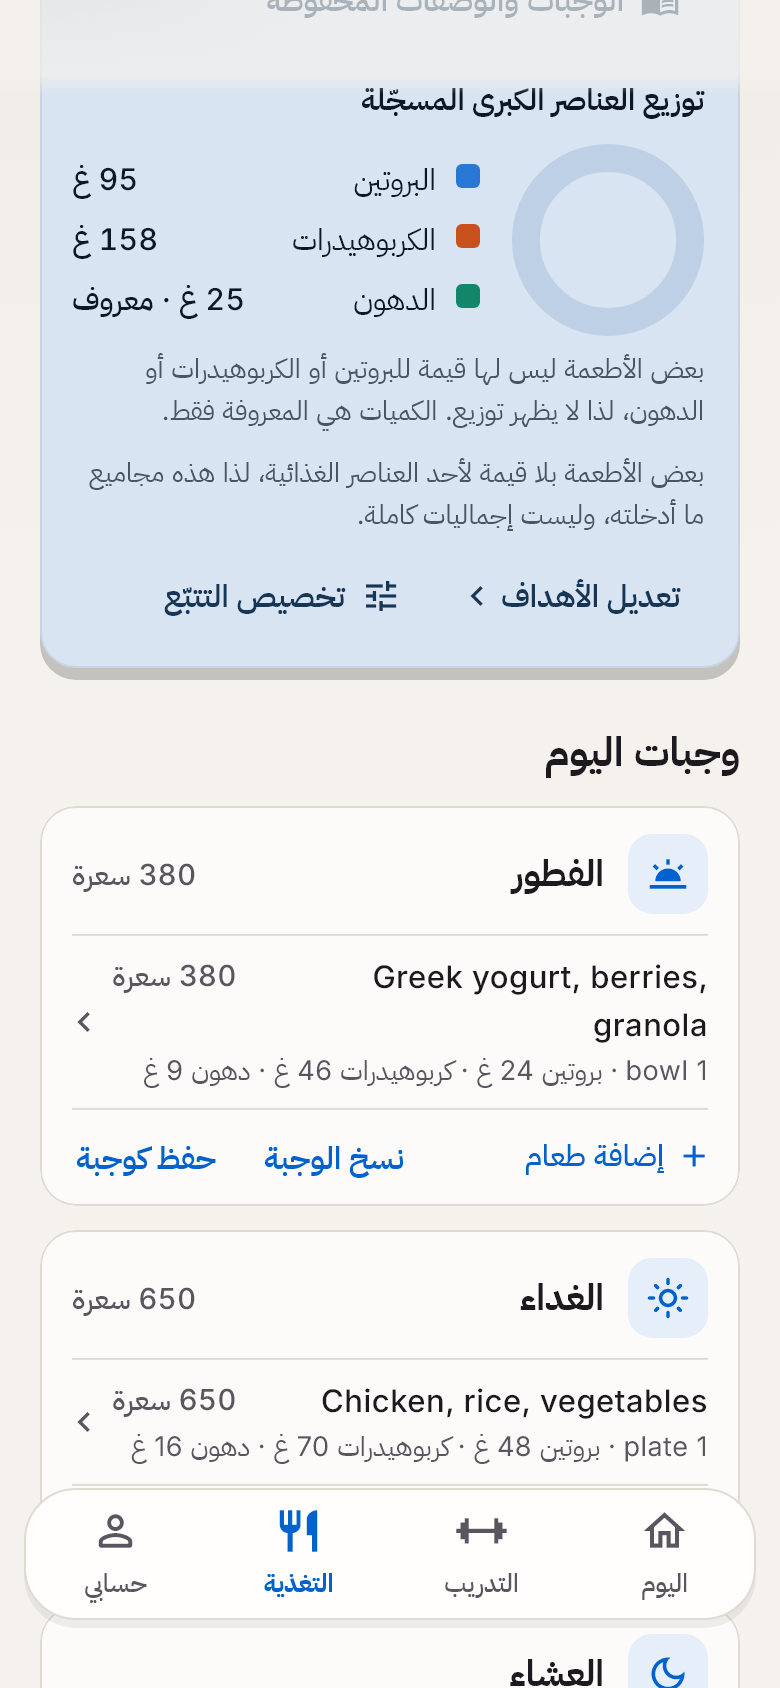 الوجبات والوصفات المحفوظة
توزيع العناصر الكبرى المسجّلة
البروتين 95 غ
الكربوهيدرات 158 غ
الدهون 25 غ · معروف
بعض الأطعمة ليس لها قيمة للبروتين أو الكربوهيدرات أو
الدهون، لذا لا يظهر توزيع. الكميات هي المعروفة فقط.
بعض الأطعمة بلا قيمة لأحد العناصر الغذائية، لذا هذه مجاميع
ما أدخلته، وليست إجماليات كاملة.
تعديل الأهداف
تخصيص التتبّع
وجبات اليوم
الفطور 380 سعرة
Greek yogurt, berries, 380 سعرة
granola
1 bowl · بروتين 24 غ · كربوهيدرات 46 غ · دهون 9 غ
إضافة طعام
نسخ الوجبة
حفظ كوجبة
الغداء 650 سعرة
Chicken, rice, vegetables 650 سعرة
1 plate · بروتين 48 غ · كربوهيدرات 70 غ · دهون 16 غ
اليوم
التدريب
التغذية
حسابي
العشاء